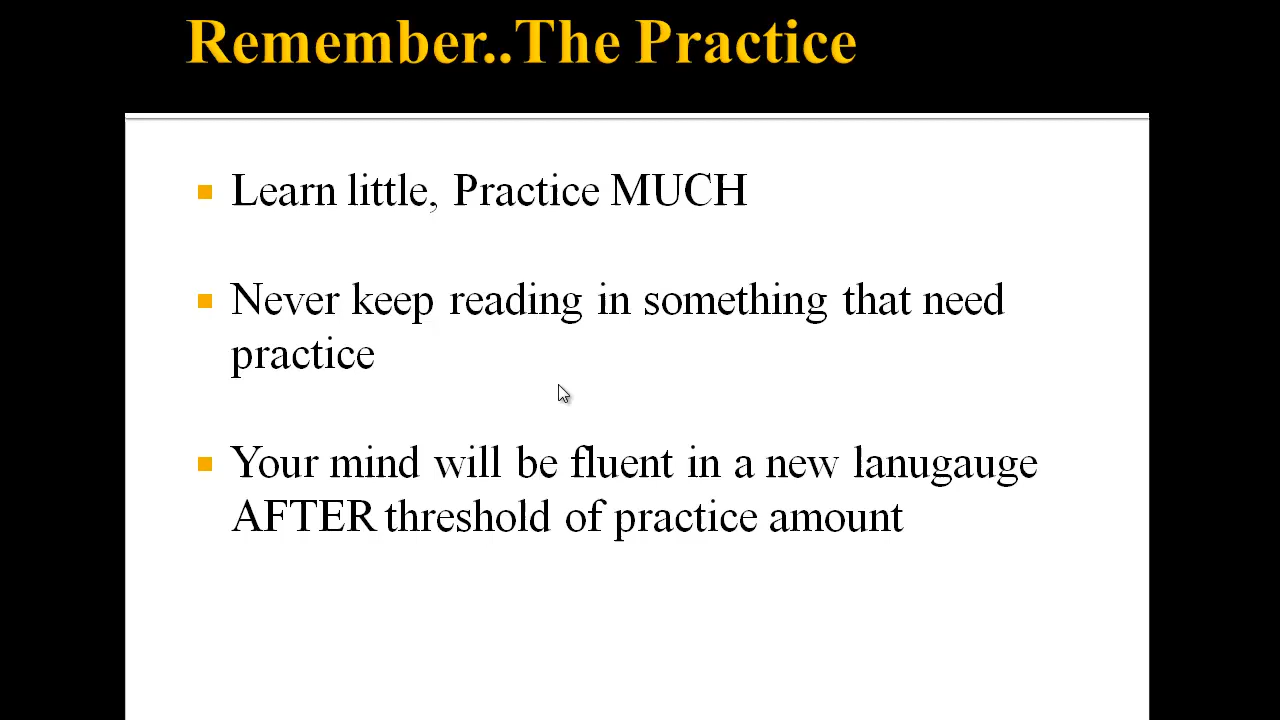 Remember..The Practice
Learn little, Practice MUCH
Never keep reading in something that need
practice
Your mind will be fluent in a new lanugauge
AFTER threshold of practice amount